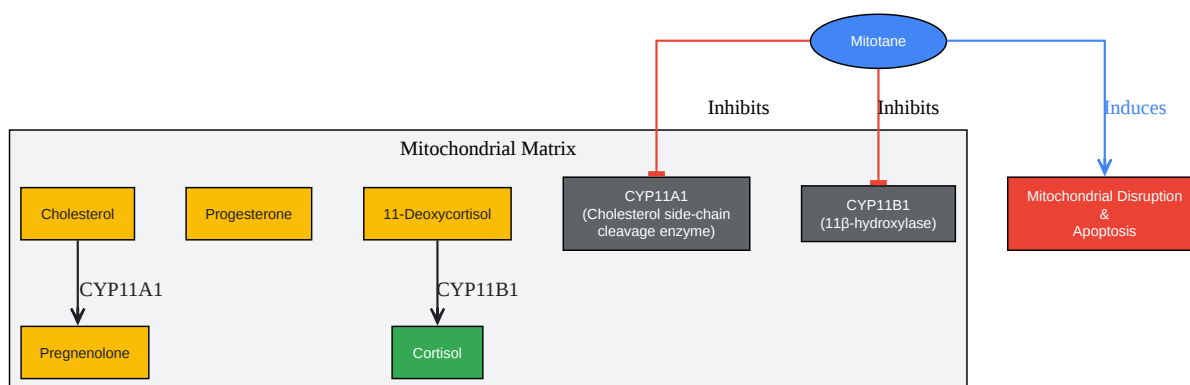 Mitotane
Inhibits
Inhibits
Induces
Mitochondrial Matrix
Cholesterol
Progesterone
11-Deoxycortisol
CYP11A1
(Cholesterol side-chain
cleavage enzyme)
CYP11B1
(11β-hydroxylase)
Mitochondrial Disruption
&
Apoptosis
CYP11A1
CYP11B1
Pregnenolone
Cortisol